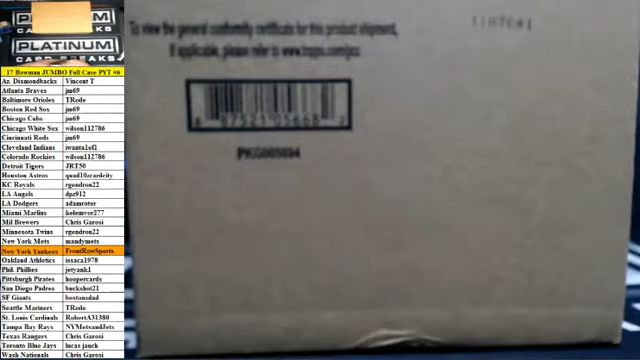 PLATINUM
PLATINUM
CARD BREAKS
17 Bowman JUMBO Full Case PYT #6
Az. Diamondbacks Vincent T
Atlanta Braves jm69
Baltimore Orioles TRode
Boston Red Sox jm69
Chicago Cubs jm69
Chicago White Sox wilson112786
Cincinnati Reds jm69
Cleveland Indians iwanta1of1
Colorado Rockies wilson112786
Detroit Tigers JRT50
Houston Astros quad10zcardcity
KC Royals rgendron22
LA Angels dpz912
LA Dodgers adamroter
Miami Marlins kelemvor277
Mil Brewers Chris Garosi
Minnesota Twins rgendron22
New York Mets mandymets
New York Yankees FrontRowSports
Oakland Athletics issaca1978
Phil. Phillies jetyank1
Pittsburgh Pirates hoopercards
San Diego Padres buckshot21
SF Giants bostonsdad
Seattle Mariners TRode
St. Louis Cardinals RobertA31380
Tampa Bay Rays NYMetsandJets
Texas Rangers Chris Garosi
Toronto Blue Jays lucas jauch
Wash Nationals Chris Garosi
To view the general conformity certificate for this product shipment,
if applicable, please refer to www.topps.com/gcc
PKG005694